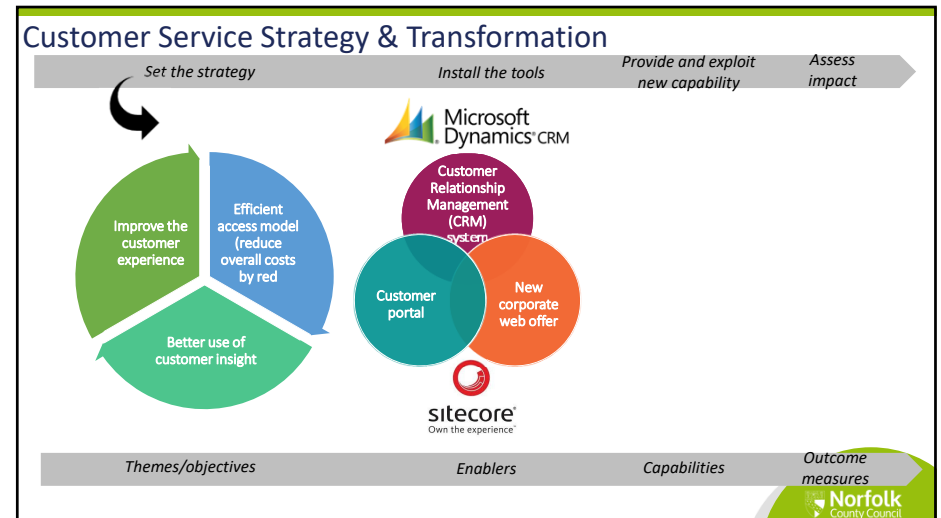 Customer Service Strategy & Transformation
Set the strategy
Install the tools
Provide and exploit
new capability
Assess
impact
Microsoft
Dynamics® CRM
Customer
Relationship
Management
(CRM)
system
Improve the
customer
experience
Efficient
access model
(reduce
overall costs
by red
Better use of
customer insight
Customer
portal
New
corporate
web offer
sitecore®
Own the experience®
Themes/objectives
Enablers
Capabilities
Outcome
measures
Norfolk
County Council